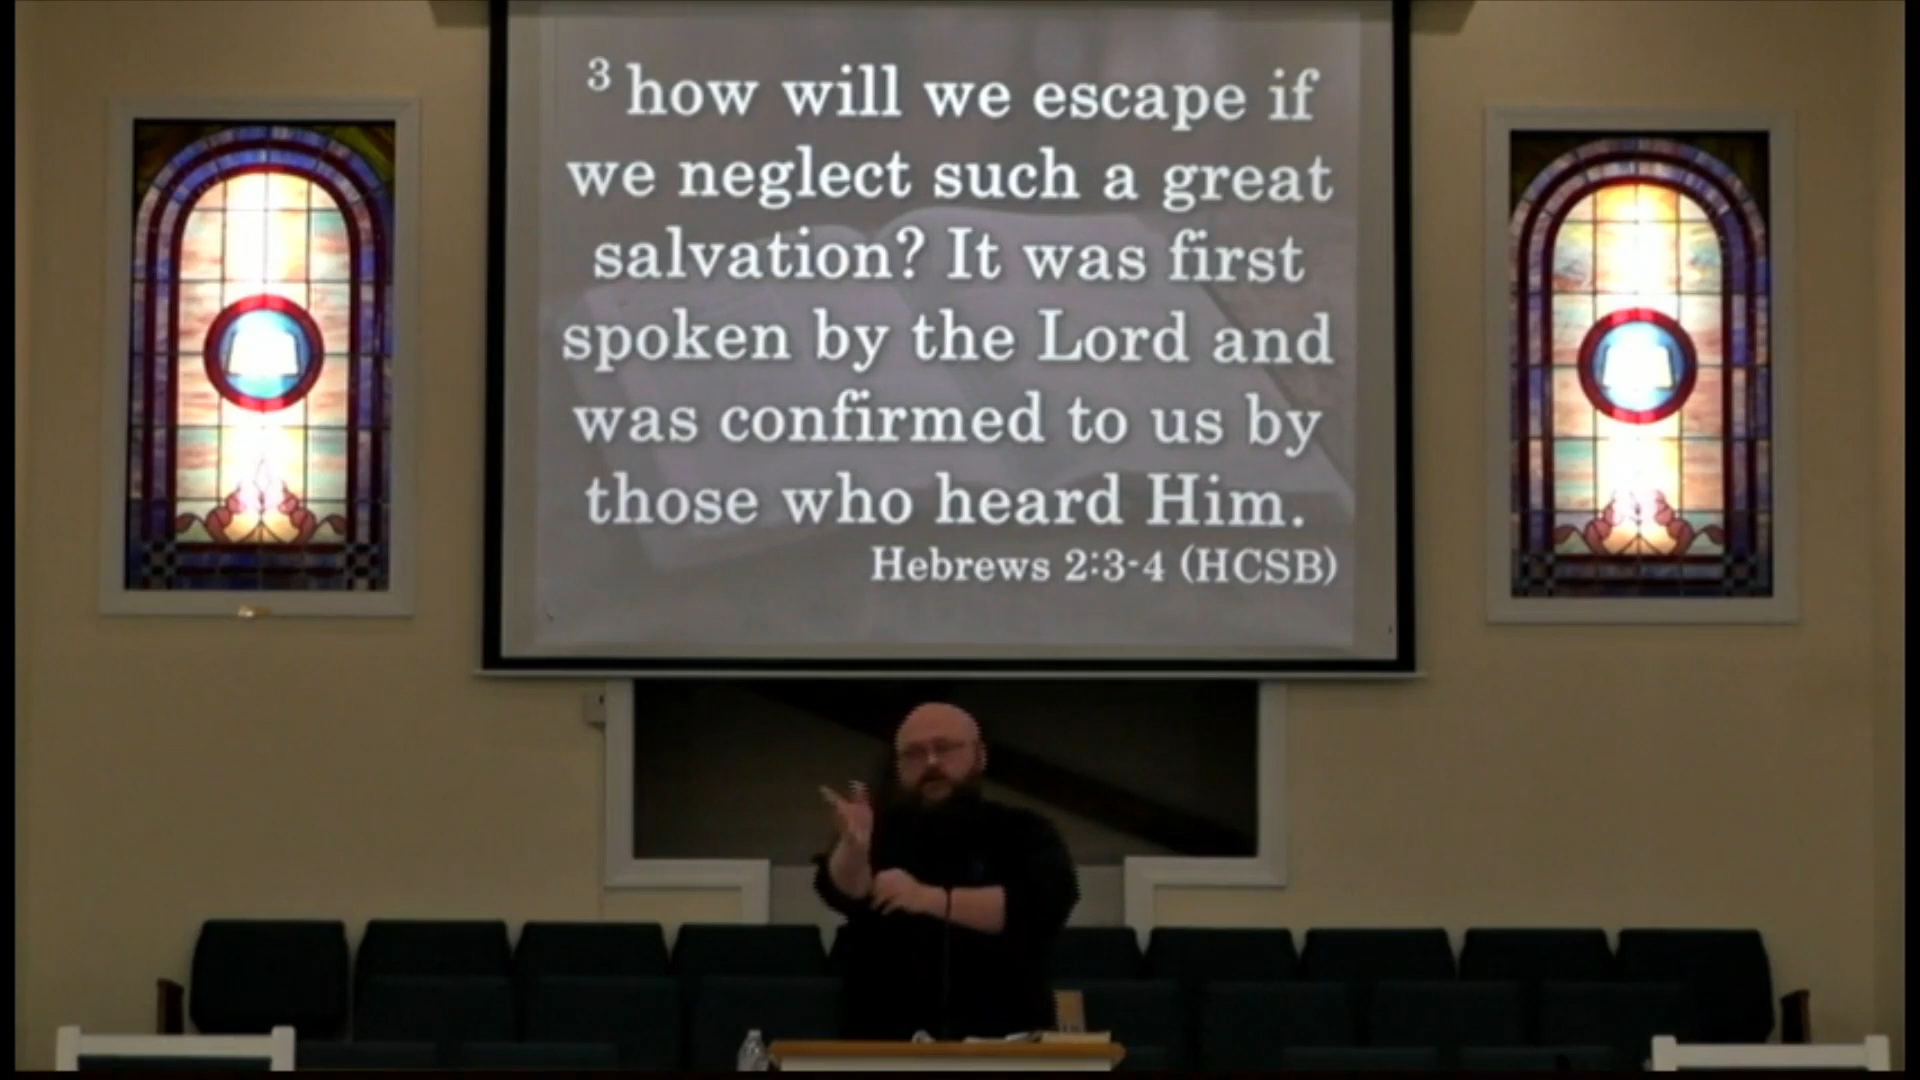 3 how will we escape if
we neglect such a great
salvation? It was first
spoken by the Lord and
was confirmed to us by
those who heard Him.
Hebrews 2:3-4 (HCSB)